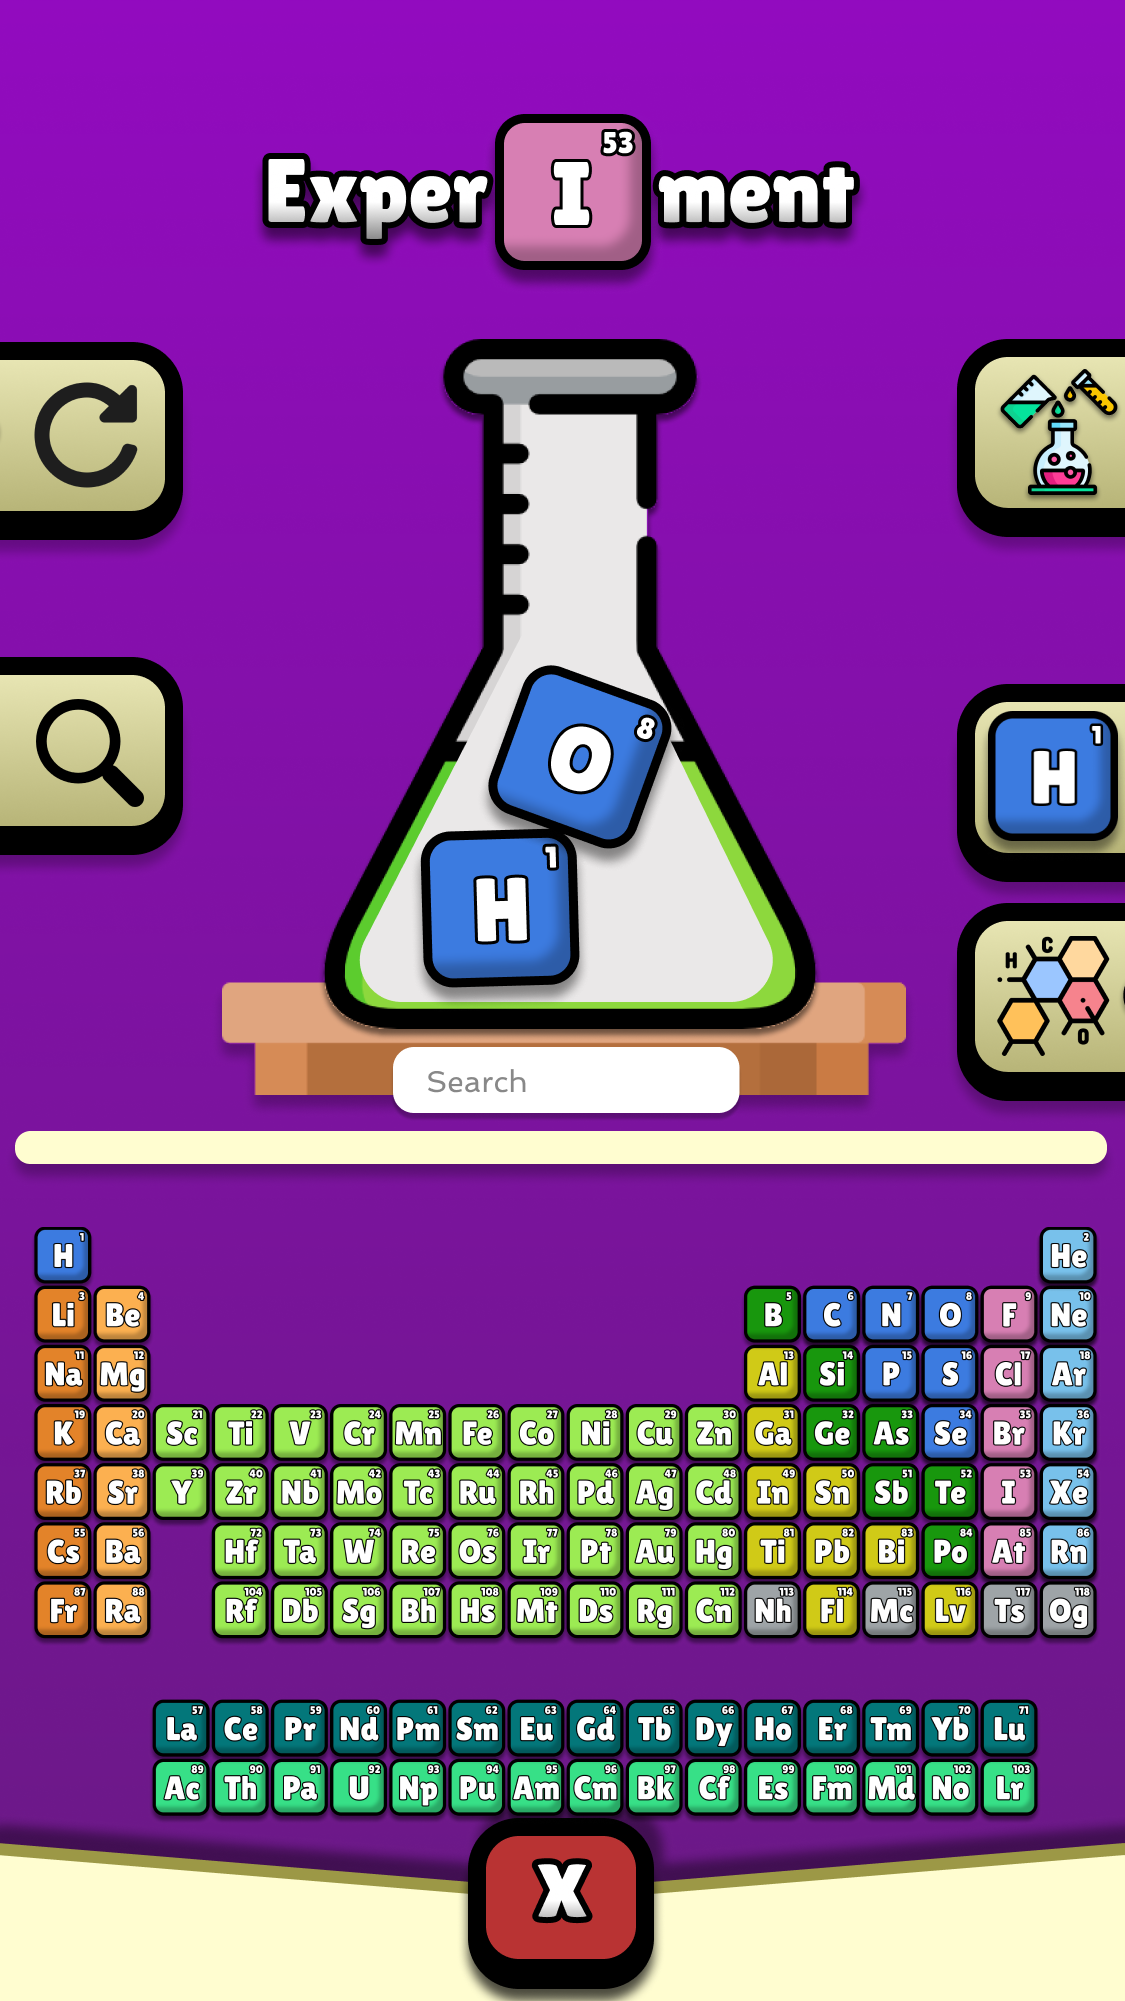 Exper I 53 ment
O 8
H 1
H 1
H C O
Search
H 1 He 2
Li 3 Be 4 B 5 C 6 N 7 O 8 F 9 Ne 10
Na 11 Mg 12 Al 13 Si 14 P 15 S 16 Cl 17 Ar 18
K 19 Ca 20 Sc 21 Ti 22 V 23 Cr 24 Mn 25 Fe 26 Co 27 Ni 28 Cu 29 Zn 30 Ga 31 Ge 32 As 33 Se 34 Br 35 Kr 36
Rb 37 Sr 38 Y 39 Zr 40 Nb 41 Mo 42 Tc 43 Ru 44 Rh 45 Pd 46 Ag 47 Cd 48 In 49 Sn 50 Sb 51 Te 52 I 53 Xe 54
Cs 55 Ba 56 Hf 72 Ta 73 W 74 Re 75 Os 76 Ir 77 Pt 78 Au 79 Hg 80 Ti 81 Pb 82 Bi 83 Po 84 At 85 Rn 86
Fr 87 Ra 88 Rf 104 Db 105 Sg 106 Bh 107 Hs 108 Mt 109 Ds 110 Rg 111 Cn 112 Nh 113 Fl 114 Mc 115 Lv 116 Ts 117 Og 118
La 57 Ce 58 Pr 59 Nd 60 Pm 61 Sm 62 Eu 63 Gd 64 Tb 65 Dy 66 Ho 67 Er 68 Tm 69 Yb 70 Lu 71
Ac 89 Th 90 Pa 91 U 92 Np 93 Pu 94 Am 95 Cm 96 Bk 97 Cf 98 Es 99 Fm 100 Md 101 No 102 Lr 103
X